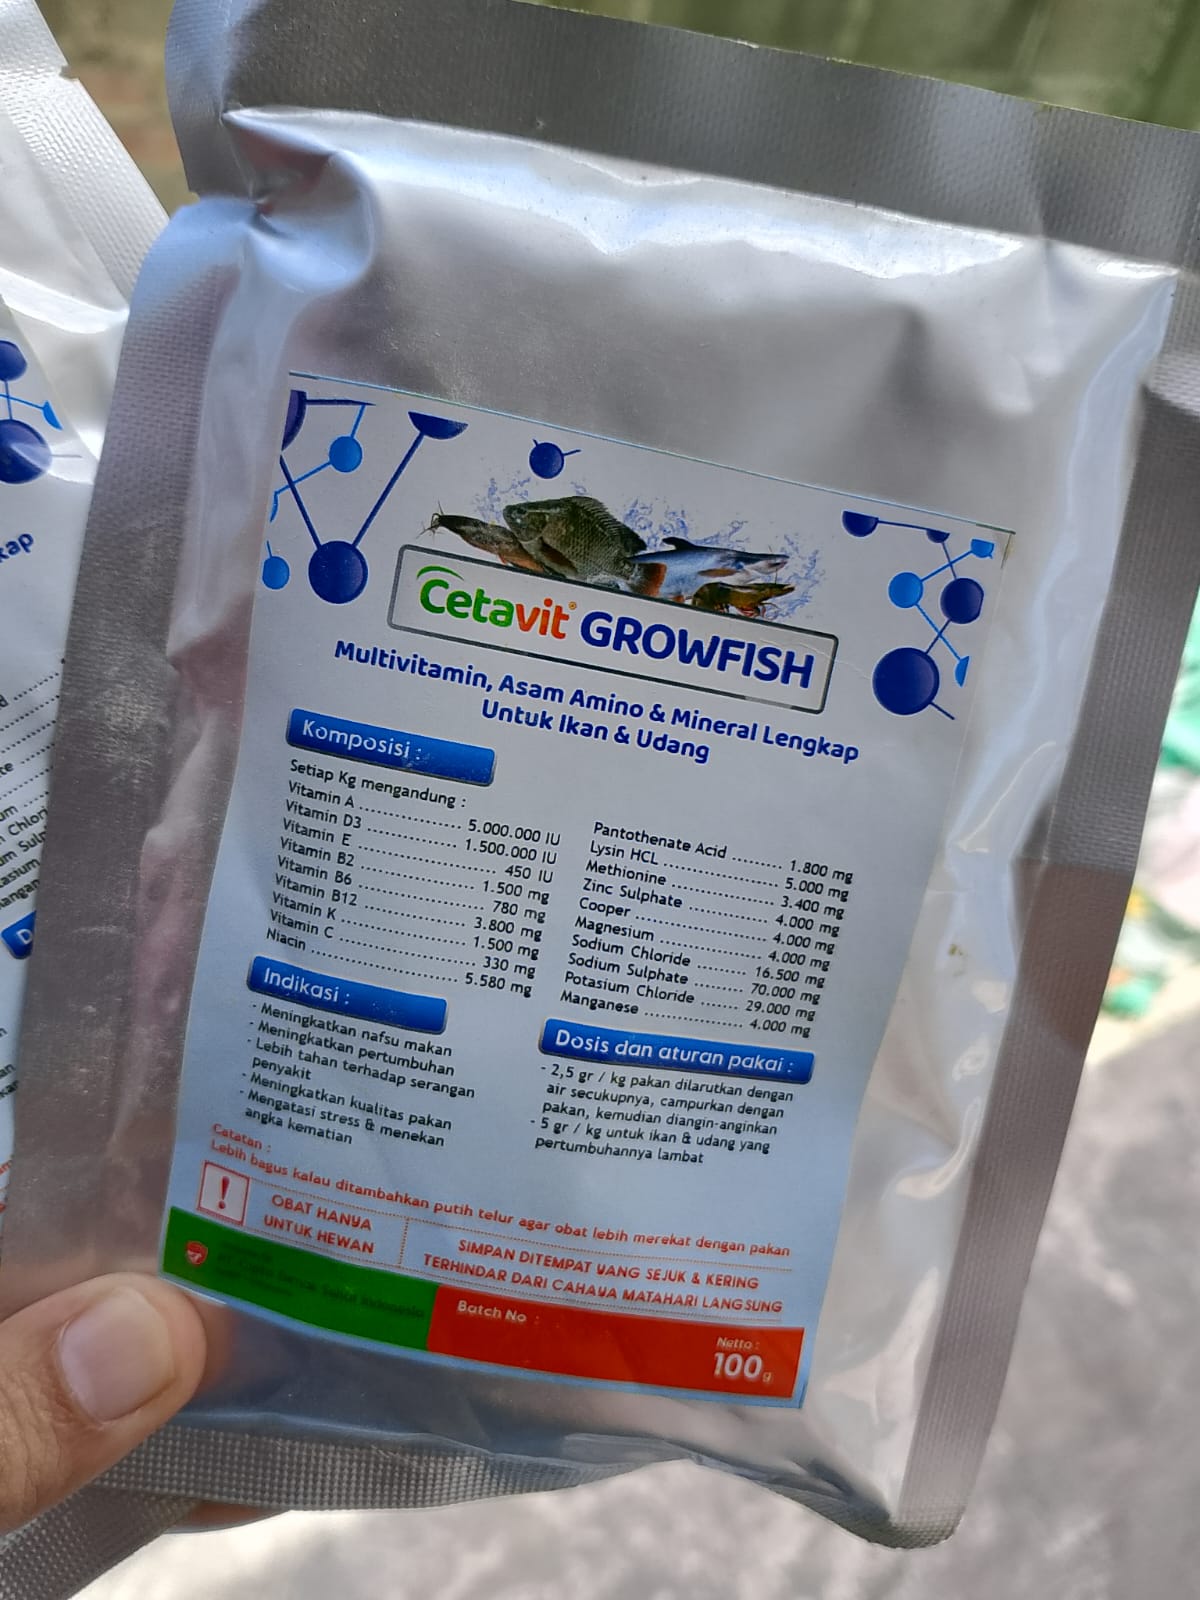 Cetavit® GROWFISH
Multivitamin, Asam Amino & Mineral Lengkap
Untuk Ikan & Udang
Komposisi :
Setiap Kg mengandung :
Vitamin A .................. 5.000.000 IU
Vitamin D3 ................ 1.500.000 IU
Vitamin E ........................ 450 IU
Vitamin B2 .................... 1.500 mg
Vitamin B6 ...................... 780 mg
Vitamin B12 .................. 3.800 mg
Vitamin K ...................... 1.500 mg
Vitamin C ........................ 330 mg
Niacin ............................ 5.580 mg
Pantothenate Acid ......... 1.800 mg
Lysin HCL .................... 5.000 mg
Methionine .................. 3.400 mg
Zinc Sulphate .............. 4.000 mg
Cooper ........................ 4.000 mg
Magnesium .................. 4.000 mg
Sodium Chloride ......... 16.500 mg
Sodium Sulphate ......... 70.000 mg
Potasium Chloride ....... 29.000 mg
Manganese .................. 4.000 mg
Indikasi :
- Meningkatkan nafsu makan
- Meningkatkan pertumbuhan
- Lebih tahan terhadap serangan
penyakit
- Meningkatkan kualitas pakan
- Mengatasi stress & menekan
angka kematian
Dosis dan aturan pakai :
- 2,5 gr / kg pakan dilarutkan dengan
air secukupnya, campurkan dengan
pakan, kemudian diangin-anginkan
- 5 gr / kg untuk ikan & udang yang
pertumbuhannya lambat
Catatan :
Lebih bagus kalau ditambahkan putih telur agar obat lebih merekat dengan pakan
!
OBAT HANYA
UNTUK HEWAN
SIMPAN DITEMPAT YANG SEJUK & KERING
TERHINDAR DARI CAHAYA MATAHARI LANGSUNG
Batch No :
Netto :
100g